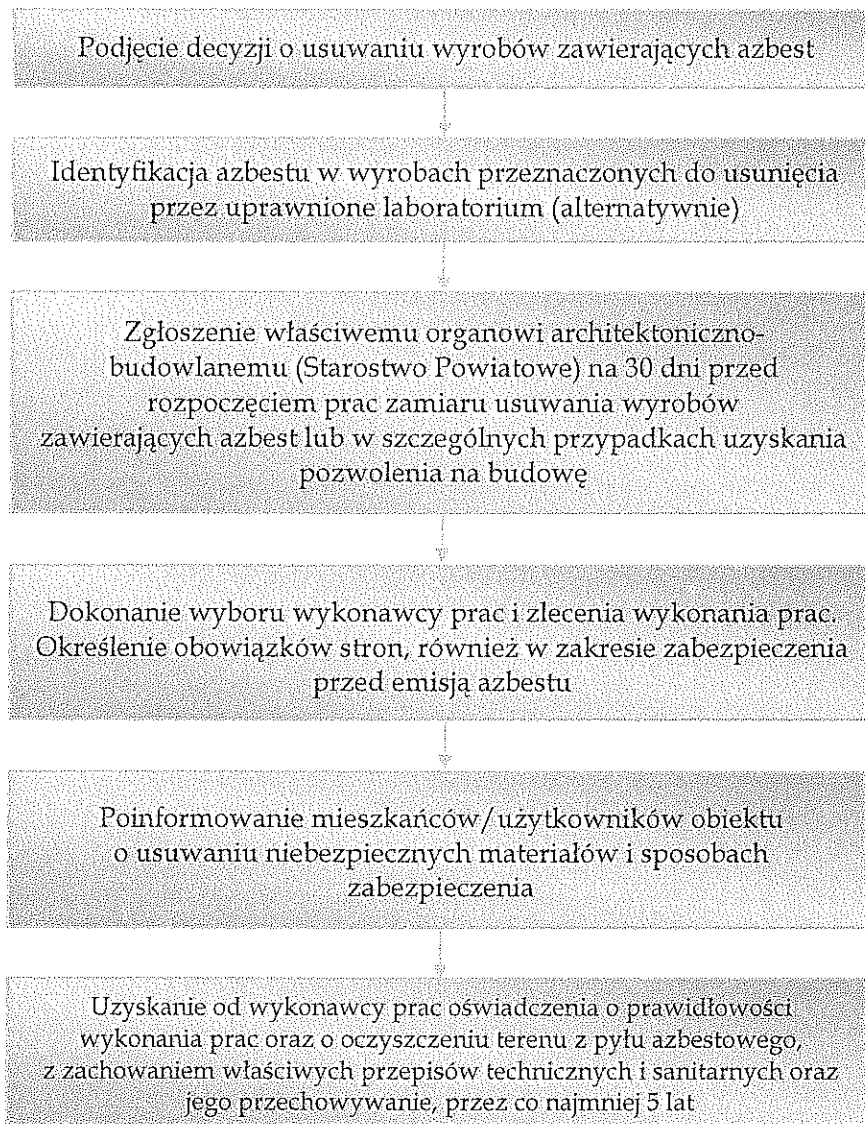 Podjęcie decyzji o usuwaniu wyrobów zawierających azbest
Identyfikacja azbestu w wyrobach przeznaczonych do usunięcia
przez uprawnione laboratorium (alternatywnie)
Zgłoszenie właściwemu organowi architektoniczno-
budowlanemu (Starostwo Powiatowe) na 30 dni przed
rozpoczęciem prac zamiaru usuwania wyrobów
zawierających azbest lub w szczególnych przypadkach uzyskania
pozwolenia na budowę
Dokonanie wyboru wykonawcy prac i zlecenia wykonania prac.
Określenie obowiązków stron, również w zakresie zabezpieczenia
przed emisją azbestu
Poinformowanie mieszkańców/użytkowników obiektu
o usuwaniu niebezpiecznych materiałów i sposobach
zabezpieczenia
Uzyskanie od wykonawcy prac oświadczenia o prawidłowości
wykonania prac oraz o oczyszczeniu terenu z pyłu azbestowego,
z zachowaniem właściwych przepisów technicznych i sanitarnych oraz
jego przechowywanie, przez co najmniej 5 lat